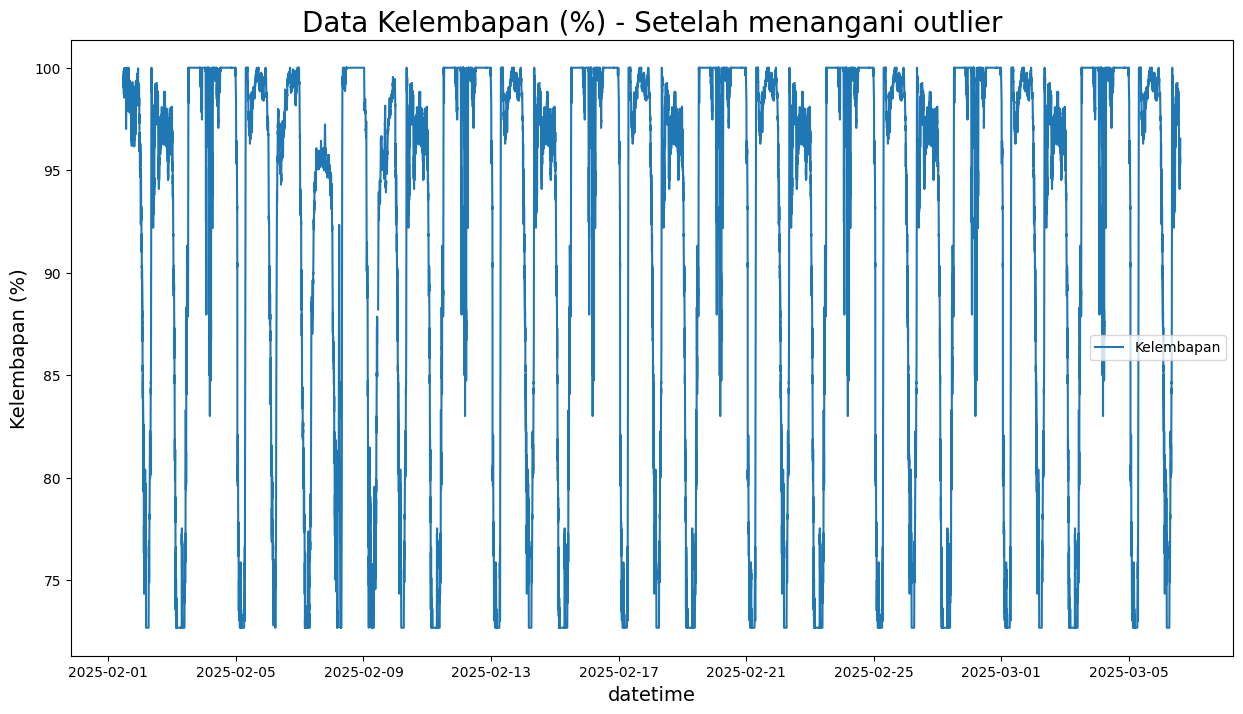 Data Kelembapan (%) - Setelah menangani outlier
Kelembapan (%)
100
95
90
85
80
75
Kelembapan
2025-02-01 2025-02-05 2025-02-09 2025-02-13 2025-02-17 2025-02-21 2025-02-25 2025-03-01 2025-03-05
datetime